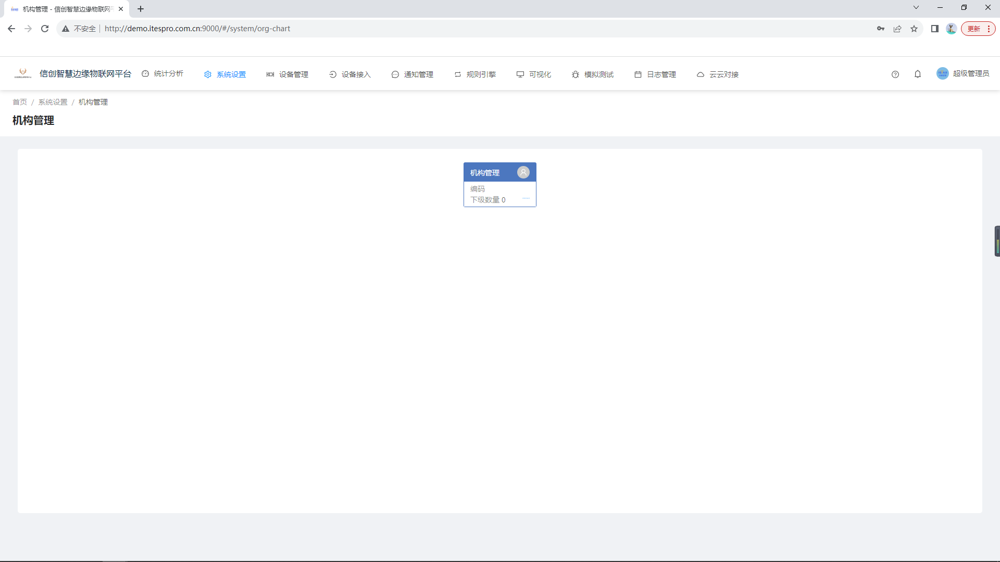 机构管理 - 信创智慧边缘物联网平
更新
不安全 http://demo.itespro.com.cn:9000/#/system/org-chart
信创智慧边缘物联网平台 统计分析 系统设置 设备管理 设备接入 通知管理 规则引擎 可视化 模拟测试 日志管理 云云对接 超级管理员
首页 / 系统设置 / 机构管理
机构管理
机构管理
编码
下级数量 0 .....